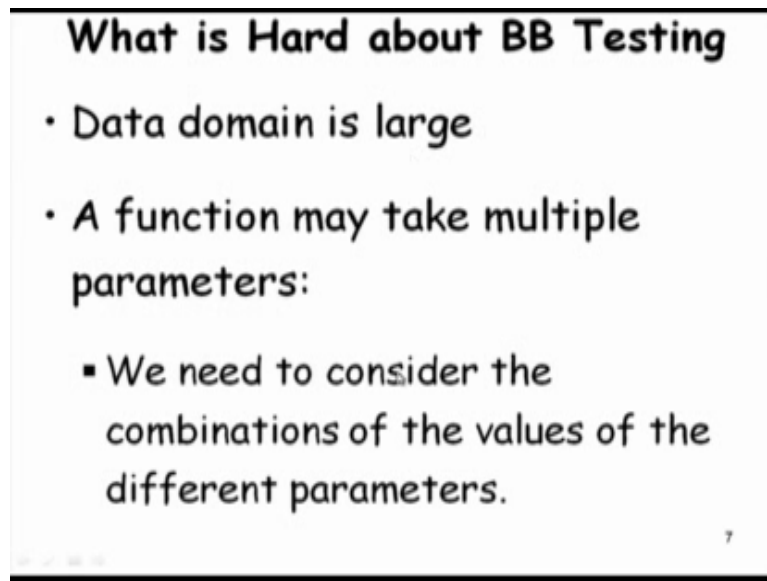 What is Hard about BB Testing
• Data domain is large
• A function may take multiple
parameters:
▪ We need to consider the
combinations of the values of the
different parameters.
7